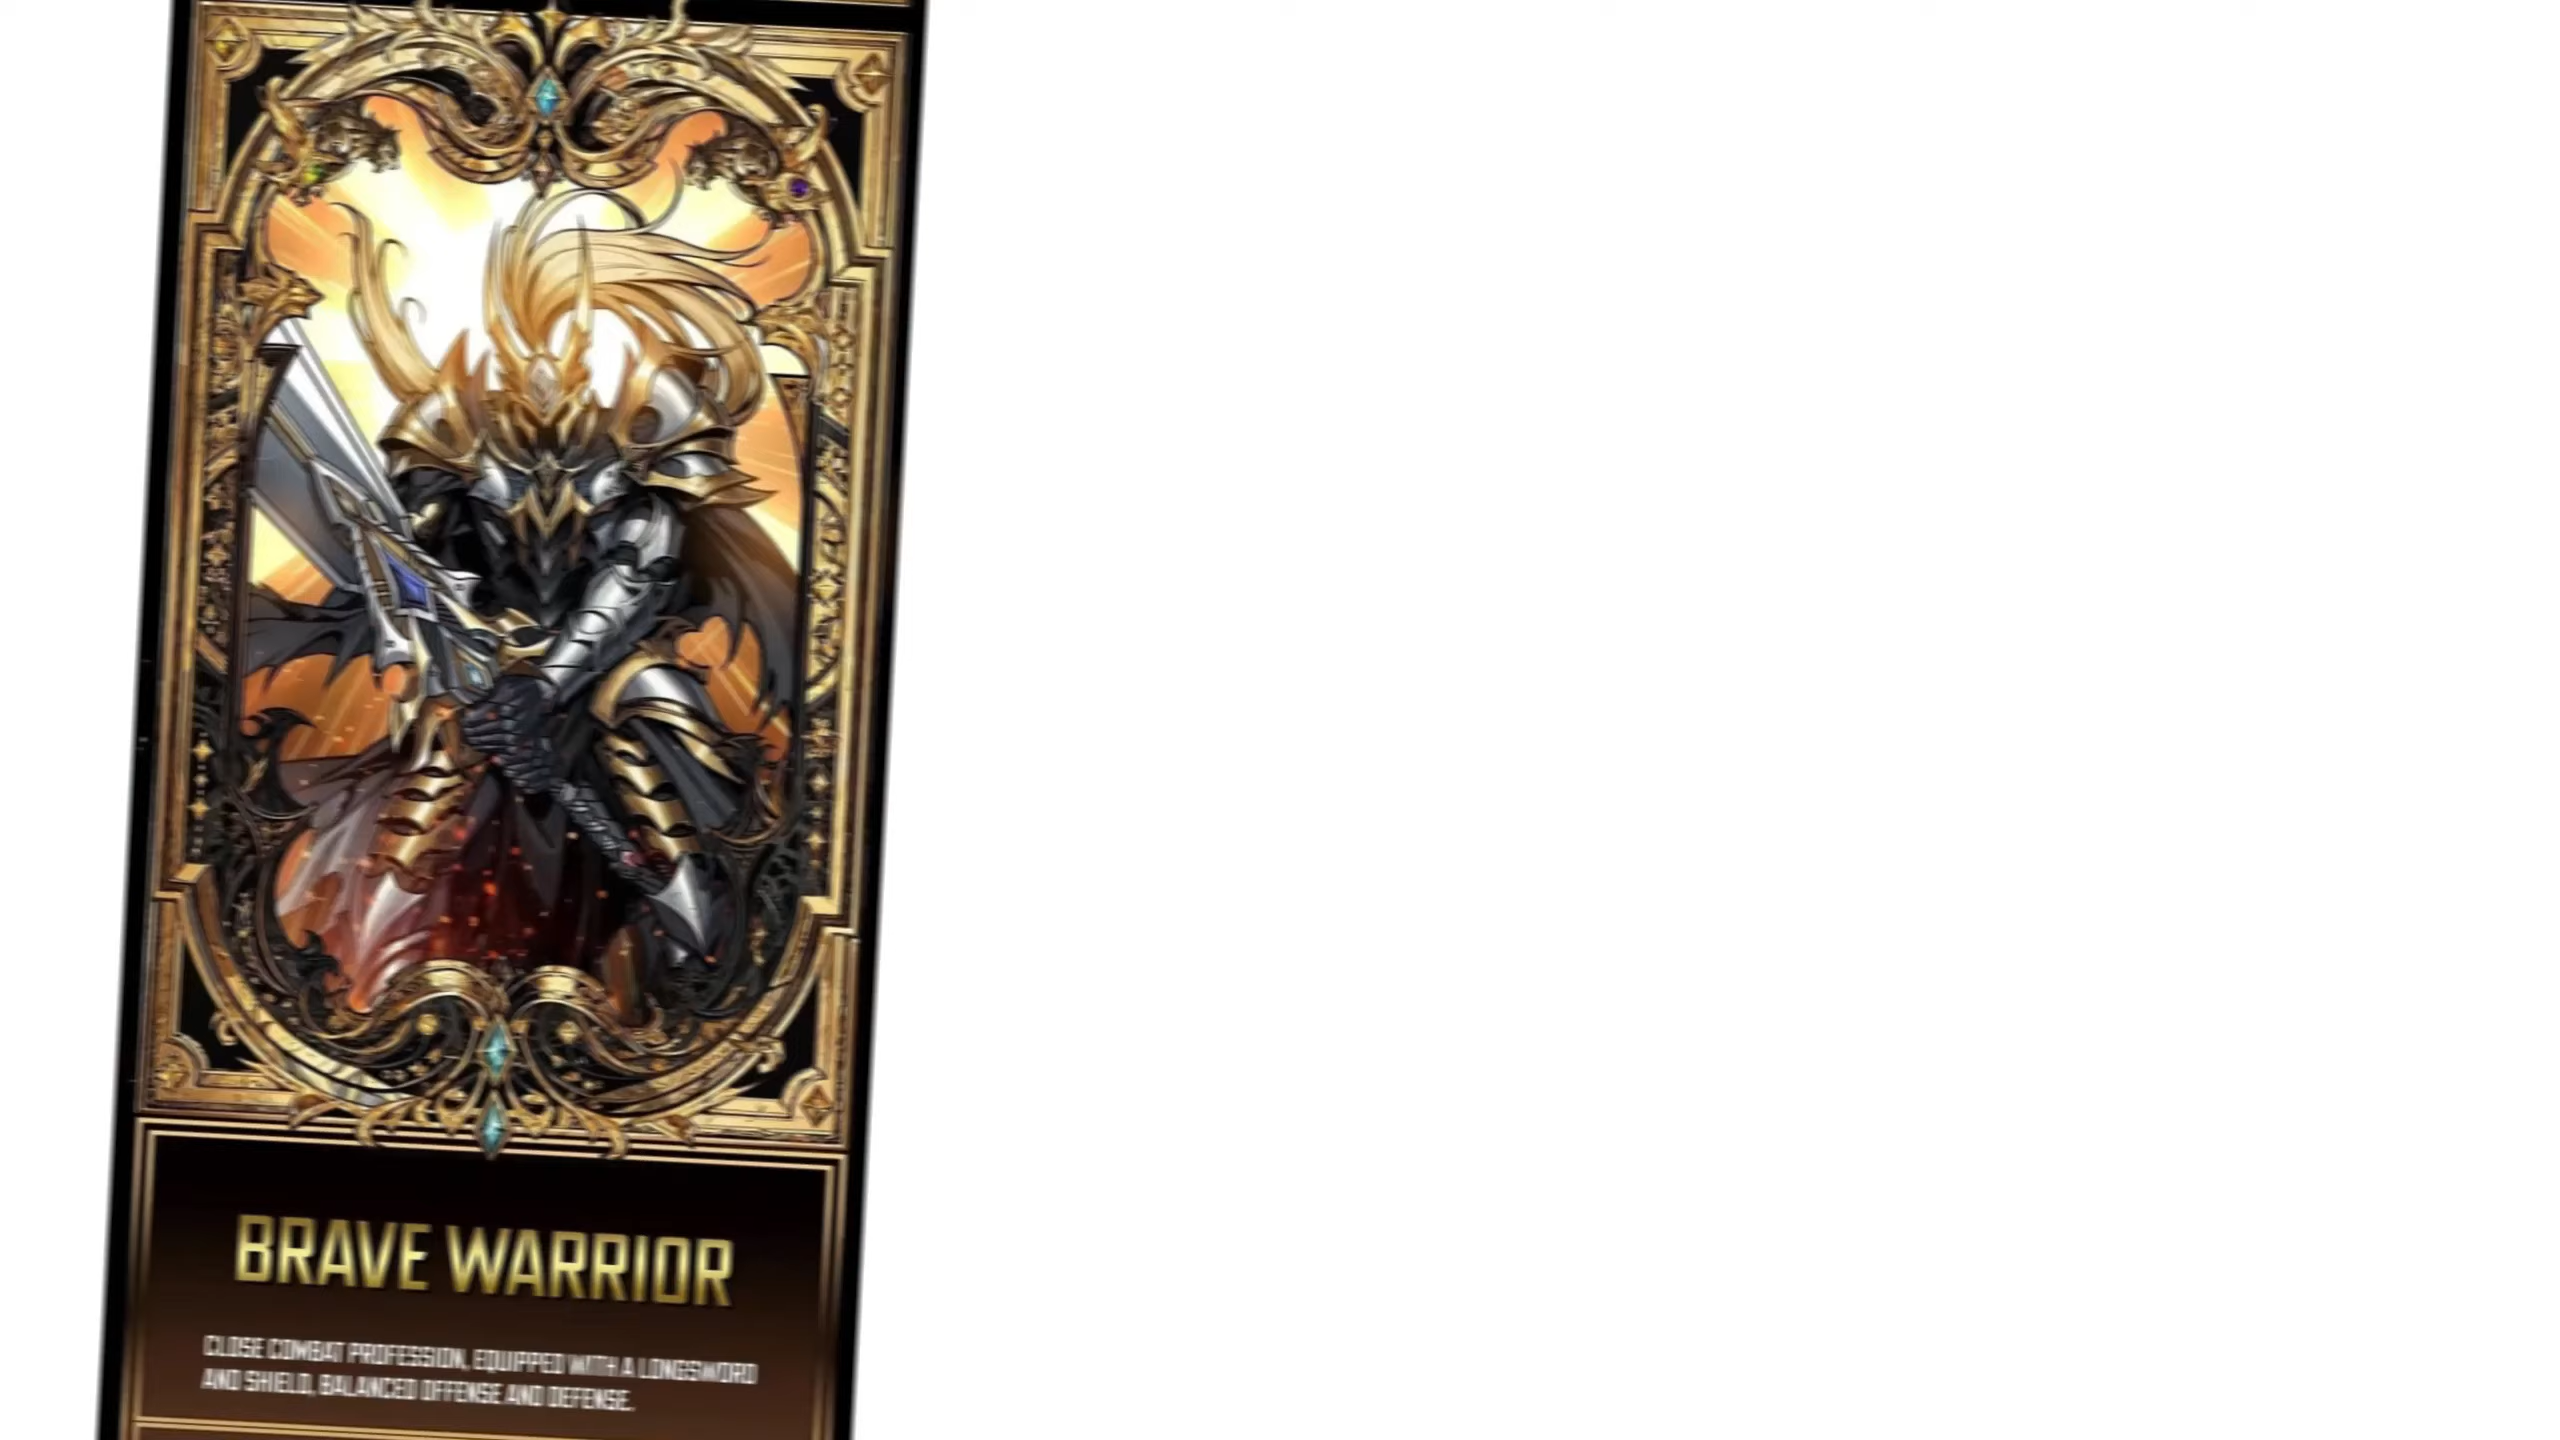 BRAVE WARRIOR
CLOSE COMBAT PROFESSION, EQUIPPED WITH A LONGSWORD
AND SHIELD, BALANCED OFFENSE AND DEFENSE.